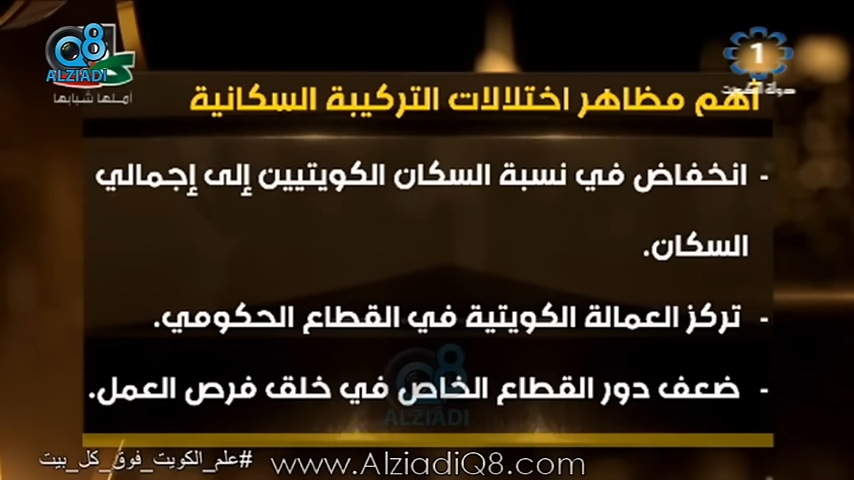 Q8
ALZIADI
أملها شبابها
1
دولة الكويت
أهم مظاهر اختلالات التركيبة السكانية
- انخفاض في نسبة السكان الكويتيين إلى إجمالي
السكان.
- تركز العمالة الكويتية في القطاع الحكومي.
- ضعف دور القطاع الخاص في خلق فرص العمل.
Q8
ALZIADI
#علم_الكويت_فوق_كل_بيت
www.AlziadiQ8.com